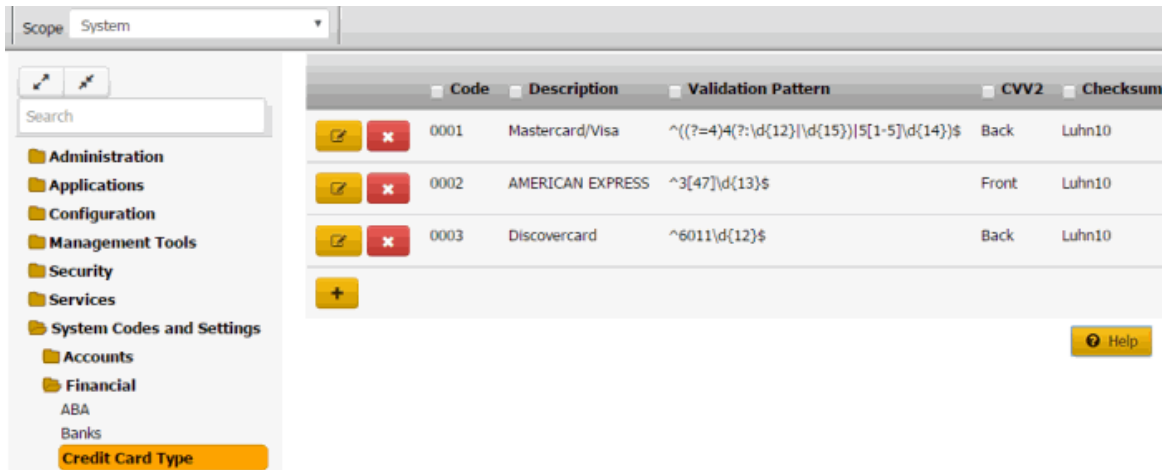 Scope System
Search
Administration
Applications
Configuration
Management Tools
Security
Services
System Codes and Settings
Accounts
Financial
ABA
Banks
Credit Card Type
Code Description Validation Pattern CVV2 Checksum
0001 Mastercard/Visa ^((?=4)4(?:\d{12}|\d{15})|5[1-5]\d{14})$ Back Luhn10
0002 AMERICAN EXPRESS ^3[47]\d{13}$ Front Luhn10
0003 Discovercard ^6011\d{12}$ Back Luhn10
Help